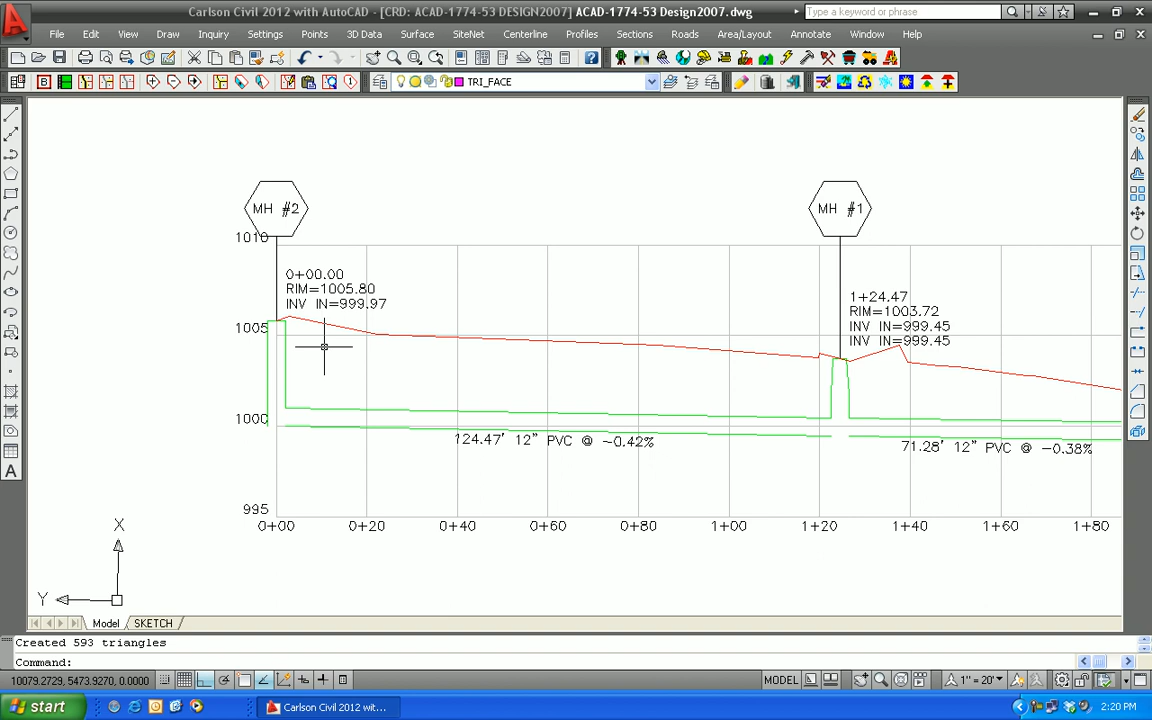 Carlson Civil 2012 with AutoCAD - [CRD: ACAD-1774-53 DESIGN2007] ACAD-1774-53 Design2007.dwg
Type a keyword or phrase
File Edit View Draw Inquiry Settings Points 3D Data Surface SiteNet Centerline Profiles Sections Roads Area/Layout Annotate Window Help
TRI_FACE
MH #2
MH #1
1010
0+00.00
RIM=1005.80
INV IN=999.97
1+24.47
RIM=1003.72
INV IN=999.45
INV IN=999.45
1005
1000
124.47' 12" PVC @ -0.42%
71.28' 12" PVC @ -0.38%
995
0+00 0+20 0+40 0+60 0+80 1+00 1+20 1+40 1+60 1+80
X
Y
Model SKETCH
Created 593 triangles
Command:
10079.2729, 5473.9270, 0.0000
MODEL
1" = 20'
start
Carlson Civil 2012 wit...
2:20 PM